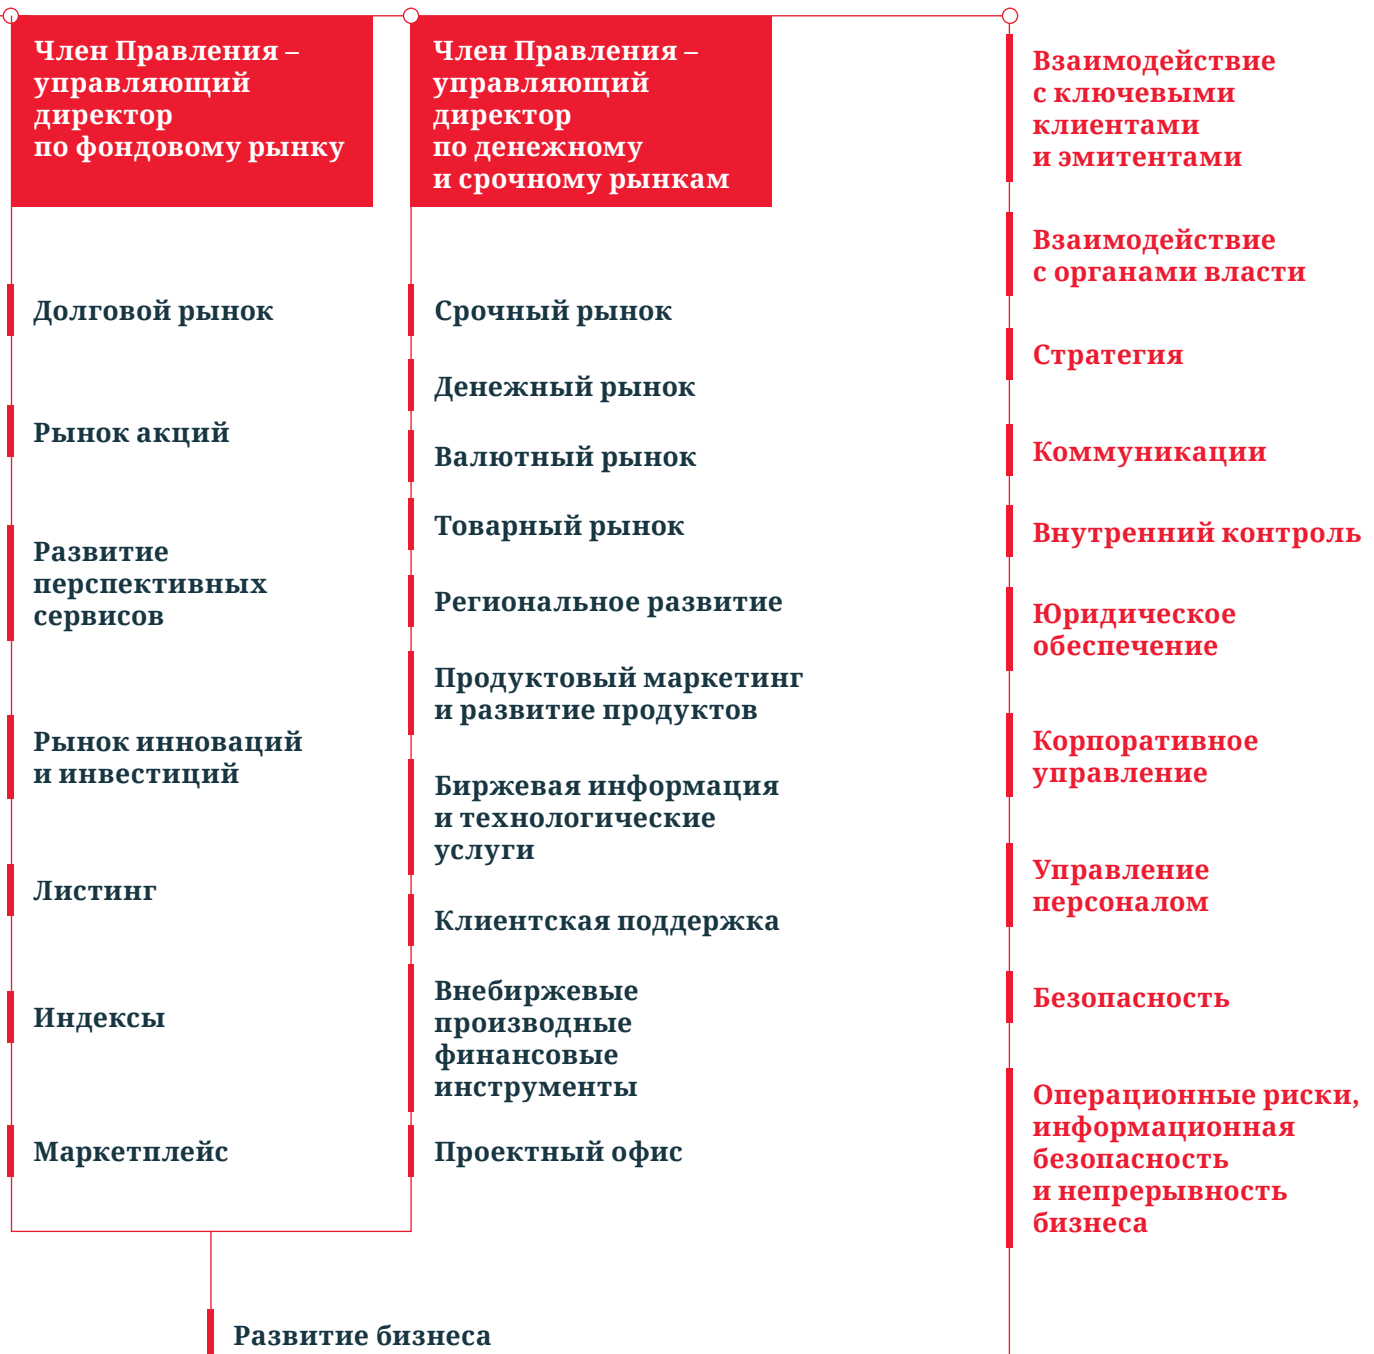 Член Правления –
управляющий
директор
по фондовому рынку
Долговой рынок
Рынок акций
Развитие
перспективных
сервисов
Рынок инноваций
и инвестиций
Листинг
Индексы
Маркетплейс
Член Правления –
управляющий
директор
по денежному
и срочному рынкам
Срочный рынок
Денежный рынок
Валютный рынок
Товарный рынок
Региональное развитие
Продуктовый маркетинг
и развитие продуктов
Биржевая информация
и технологические
услуги
Клиентская поддержка
Внебиржевые
производные
финансовые
инструменты
Проектный офис
Развитие бизнеса
Взаимодействие
с ключевыми
клиентами
и эмитентами
Взаимодействие
с органами власти
Стратегия
Коммуникации
Внутренний контроль
Юридическое
обеспечение
Корпоративное
управление
Управление
персоналом
Безопасность
Операционные риски,
информационная
безопасность
и непрерывность
бизнеса